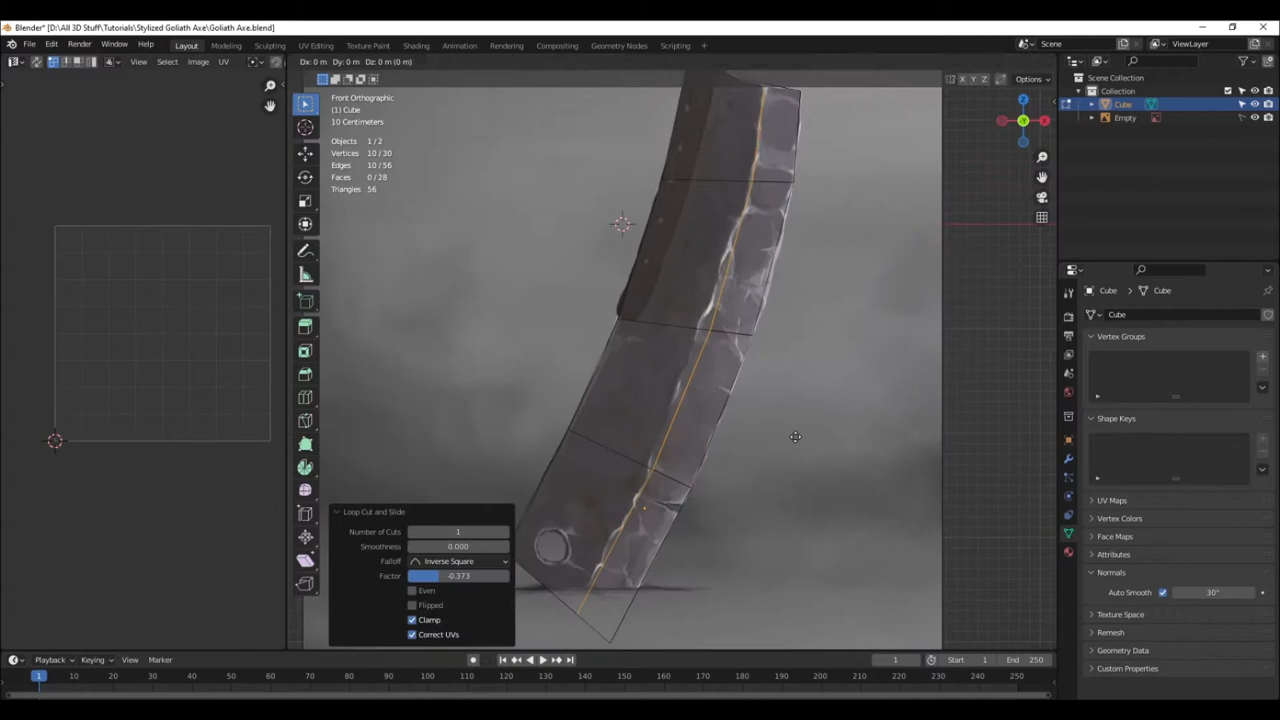 Blender* [D:\All 3D Stuff\Tutorials\Stylized Goliath Axe\Goliath Axe.blend]
File Edit Render Window Help Layout Modeling Sculpting UV Editing Texture Paint Shading Animation Rendering Compositing Geometry Nodes Scripting + Scene ViewLayer
View Select Image UV Dx: 0 m Dy: 0 m Dz: 0 m (0 m)
X Y Z Options
Scene Collection
Collection
Cube
Empty
Front Orthographic
(1) Cube
10 Centimeters
Objects 1/2
Vertices 10/30
Edges 10/56
Faces 0/28
Triangles 56
Z
Y
X
Cube > Cube
Cube
Vertex Groups
Shape Keys
UV Maps
Vertex Colors
Face Maps
Attributes
Normals
Auto Smooth 30°
Texture Space
Remesh
Geometry Data
Custom Properties
Loop Cut and Slide
Number of Cuts 1
Smoothness 0.000
Falloff Inverse Square
Factor -0.373
Even
Flipped
Clamp
Correct UVs
Playback Keying View Marker 1 Start 1 End 250
1 10 20 30 40 50 60 70 80 90 100 110 120 130 140 150 160 170 180 190 200 210 220 230 240 250